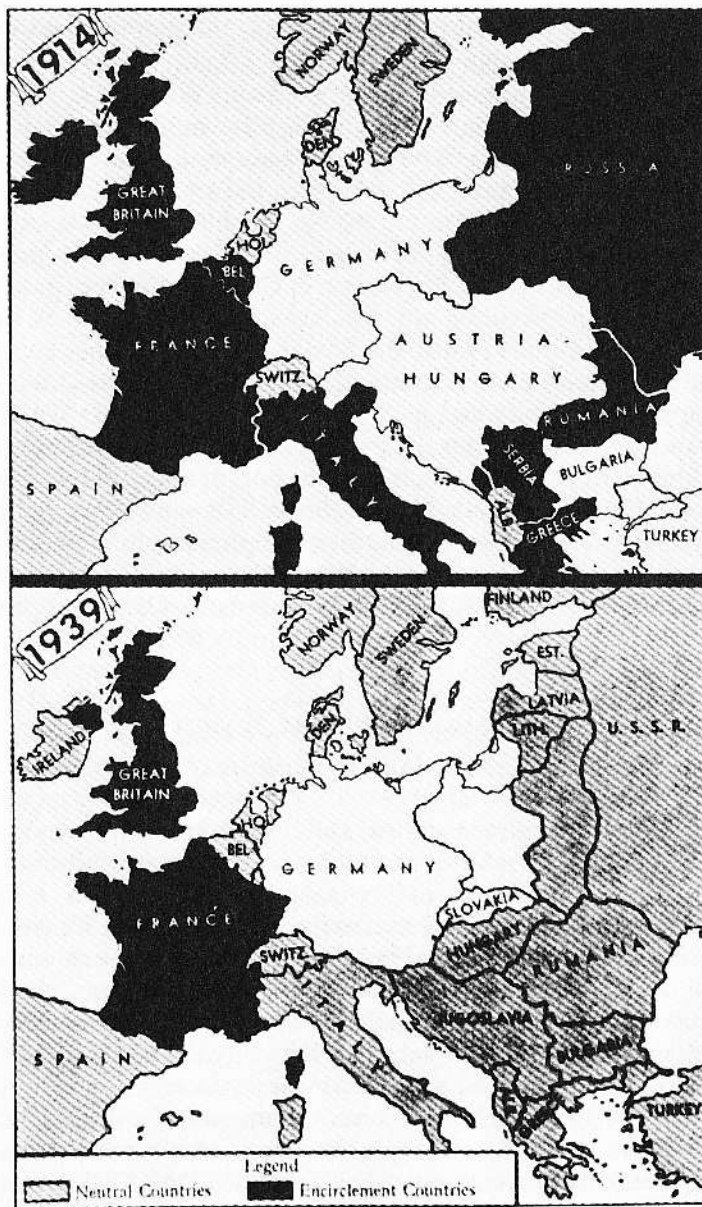 1914
NORWAY
SWEDEN
DEN.
RUSSIA
GREAT
BRITAIN
HOL.
BEL
GERMANY
FRANCE
SWITZ.
AUSTRIA-
HUNGARY
ITALY
RUMANIA
SERBIA
BULGARIA
ALB
GREECE
TURKEY
SPAIN
1939
NORWAY
SWEDEN
FINLAND
EST.
LATVIA
LITH.
U.S.S.R.
IRELAND
GREAT
BRITAIN
DEN.
D
HOL
BEL
GERMANY
SLOVAKIA
FRANCE
SWITZ.
HUNGARY
RUMANIA
ITALY
JUGOSLAVIA
BULGARIA
GREECE
TURKEY
SPAIN
Legend
Neutral Countries
Encirclement Countries